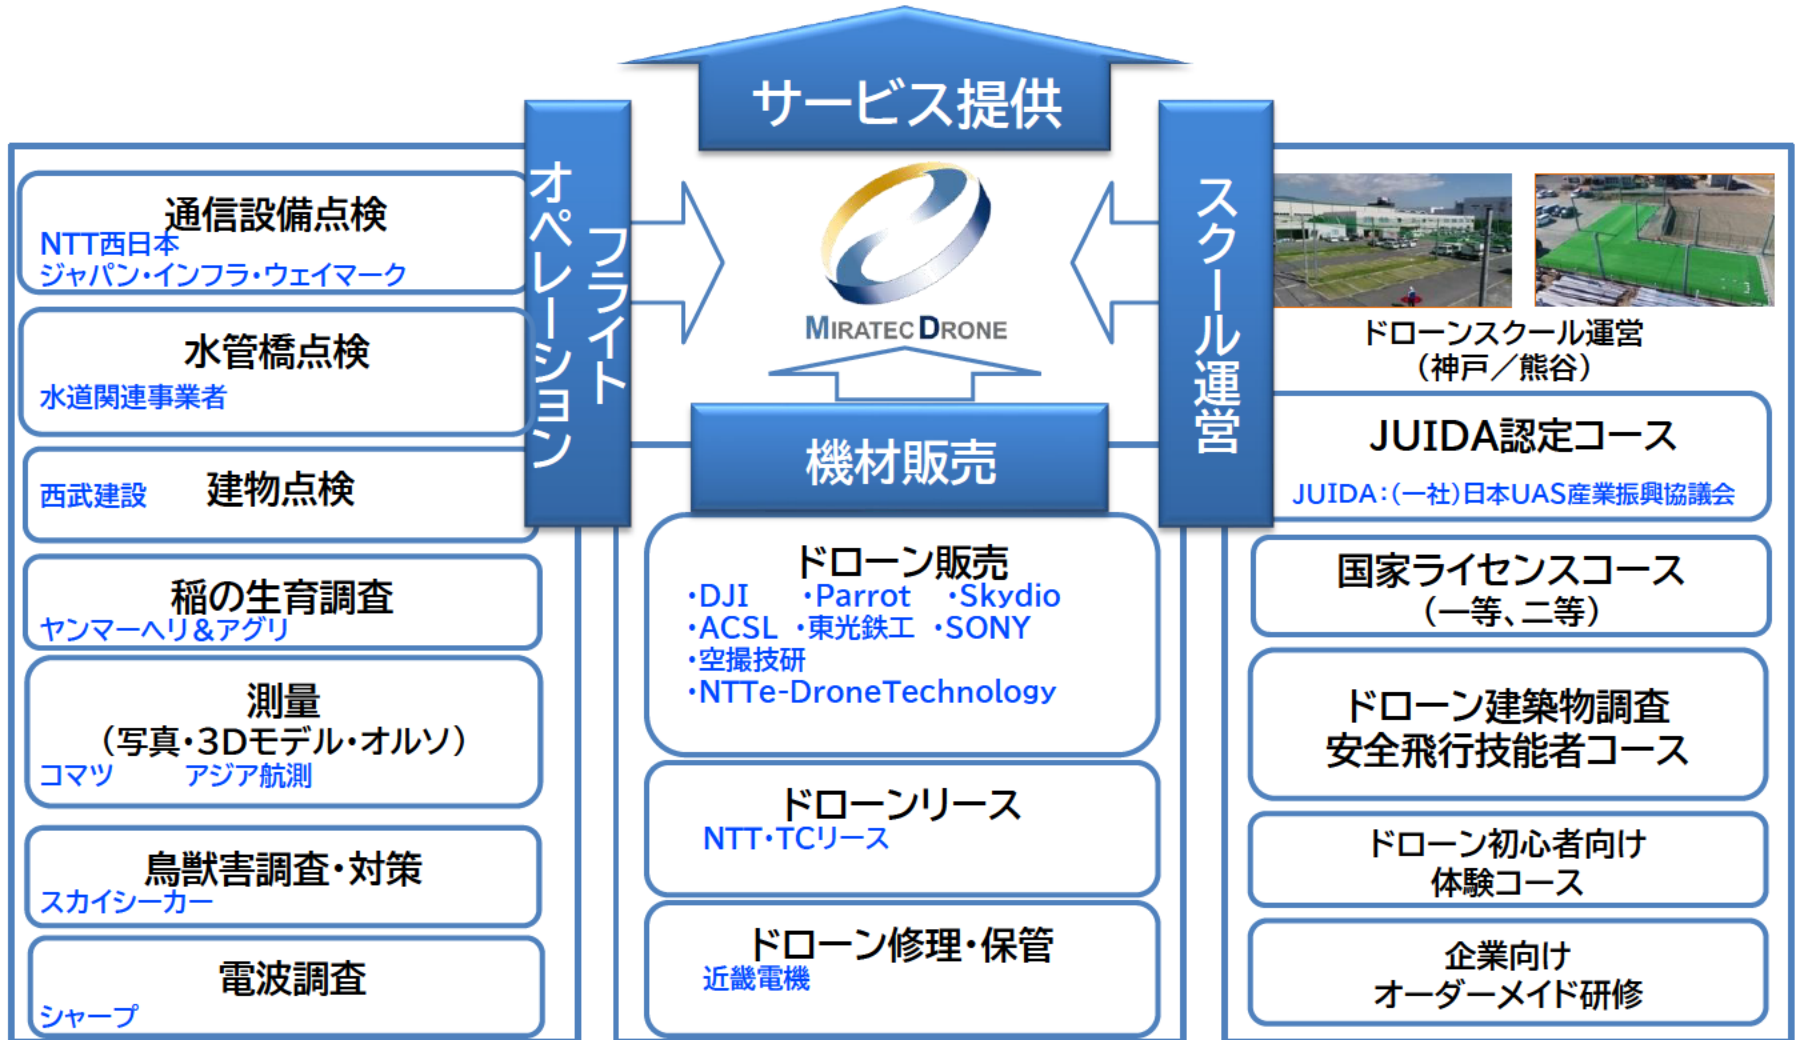 サービス提供
フライト
オペレーション
通信設備点検
NTT西日本
ジャパン・インフラ・ウェイマーク
水管橋点検
水道関連事業者
西武建設 建物点検
稲の生育調査
ヤンマーヘリ＆アグリ
測量
（写真・3Dモデル・オルソ）
コマツ アジア航測
鳥獣害調査・対策
スカイシーカー
電波調査
シャープ
MIRATEC DRONE
機材販売
ドローン販売
・DJI ・Parrot ・Skydio
・ACSL ・東光鉄工 ・SONY
・空撮技研
・NTTe-DroneTechnology
ドローンリース
NTT・TCリース
ドローン修理・保管
近畿電機
スクール運営
ドローンスクール運営
（神戸／熊谷）
JUIDA認定コース
JUIDA：（一社）日本UAS産業振興協議会
国家ライセンスコース
（一等、二等）
ドローン建築物調査
安全飛行技能者コース
ドローン初心者向け
体験コース
企業向け
オーダーメイド研修